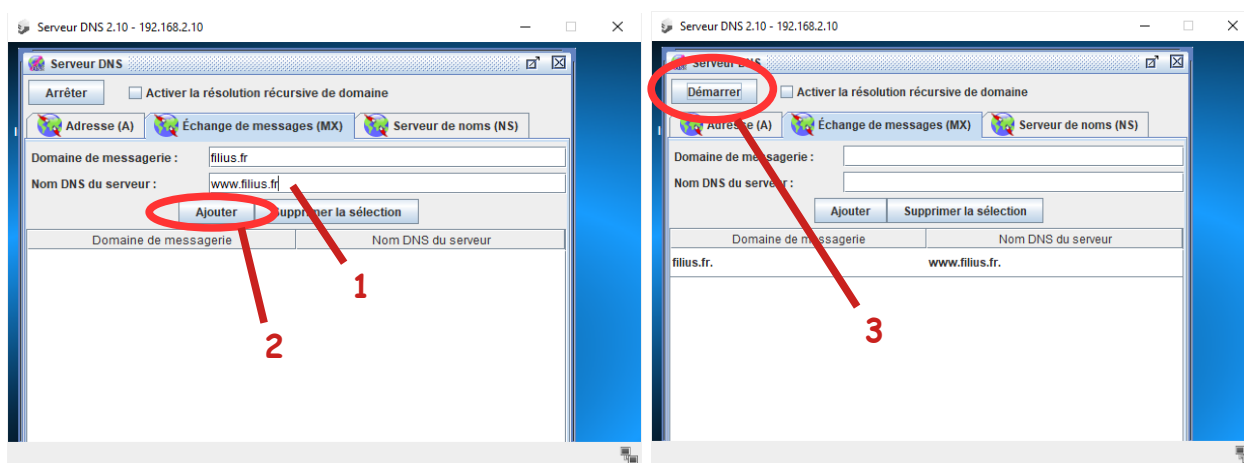 Serveur DNS 2.10 - 192.168.2.10
Serveur DNS
Arrêter
Activer la résolution récursive de domaine
Adresse (A)
Échange de messages (MX)
Serveur de noms (NS)
Domaine de messagerie :
filius.fr
Nom DNS du serveur :
www.filius.fr
Ajouter
Supprimer la sélection
Domaine de messagerie
Nom DNS du serveur
1
2
Serveur DNS 2.10 - 192.168.2.10
Serveur DNS
Démarrer
Activer la résolution récursive de domaine
Adresse (A)
Échange de messages (MX)
Serveur de noms (NS)
Domaine de messagerie :
Nom DNS du serveur :
Ajouter
Supprimer la sélection
Domaine de messagerie
Nom DNS du serveur
filius.fr.
www.filius.fr.
3